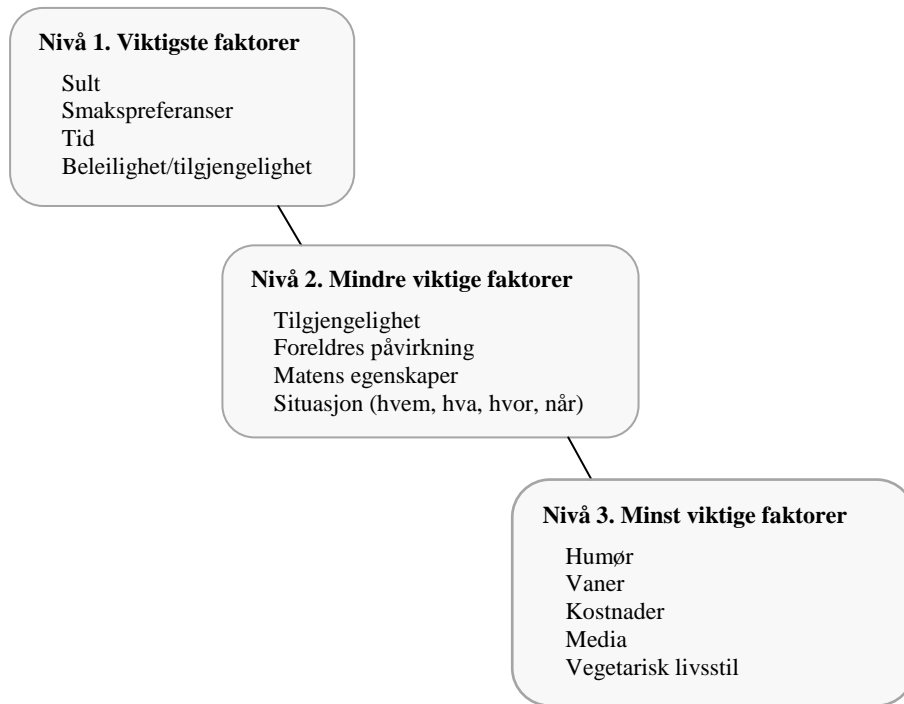 Nivå 1. Viktigste faktorer
Sult
Smakspreferanser
Tid
Beleilighet/tilgjengelighet
Nivå 2. Mindre viktige faktorer
Tilgjengelighet
Foreldres påvirkning
Matens egenskaper
Situasjon (hvem, hva, hvor, når)
Nivå 3. Minst viktige faktorer
Humør
Vaner
Kostnader
Media
Vegetarisk livsstil